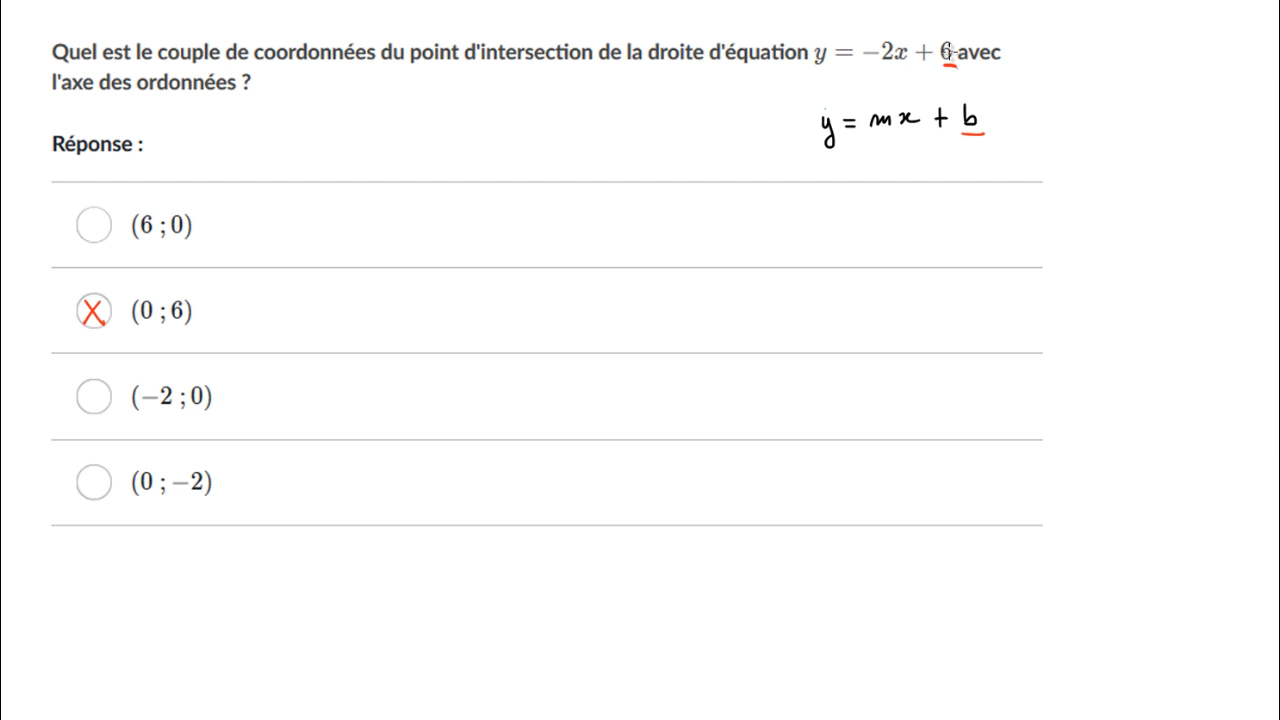 Quel est le couple de coordonnées du point d'intersection de la droite d'équation y = −2x + 6 avec
l'axe des ordonnées ?
y = mx + b
Réponse :
(6 ; 0)
X (0 ; 6)
(−2 ; 0)
(0 ; −2)